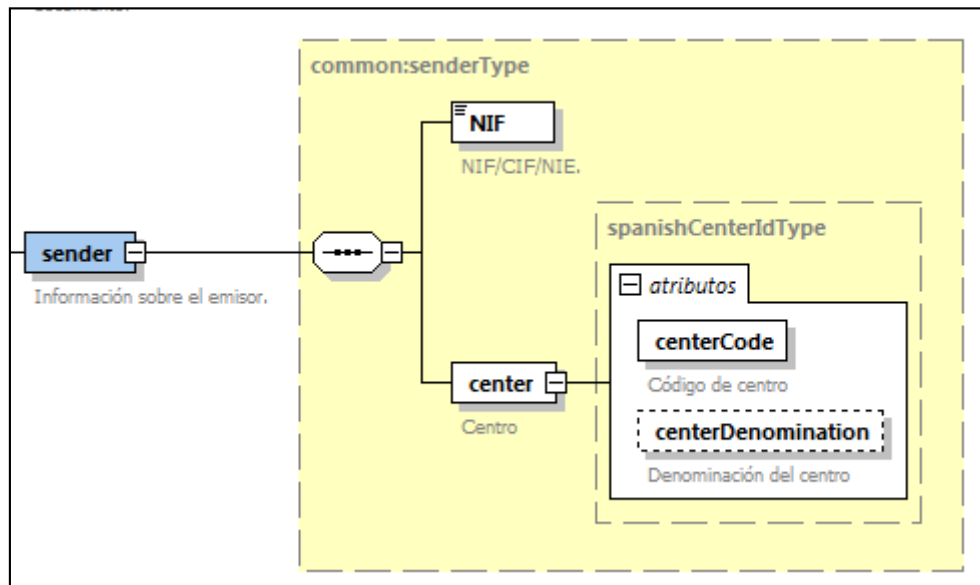 common:senderType
NIF
NIF/CIF/NIE.
spanishCenterIdType
sender
atributos
Información sobre el emisor.
centerCode
center
Código de centro
Centro
centerDenomination
Denominación del centro